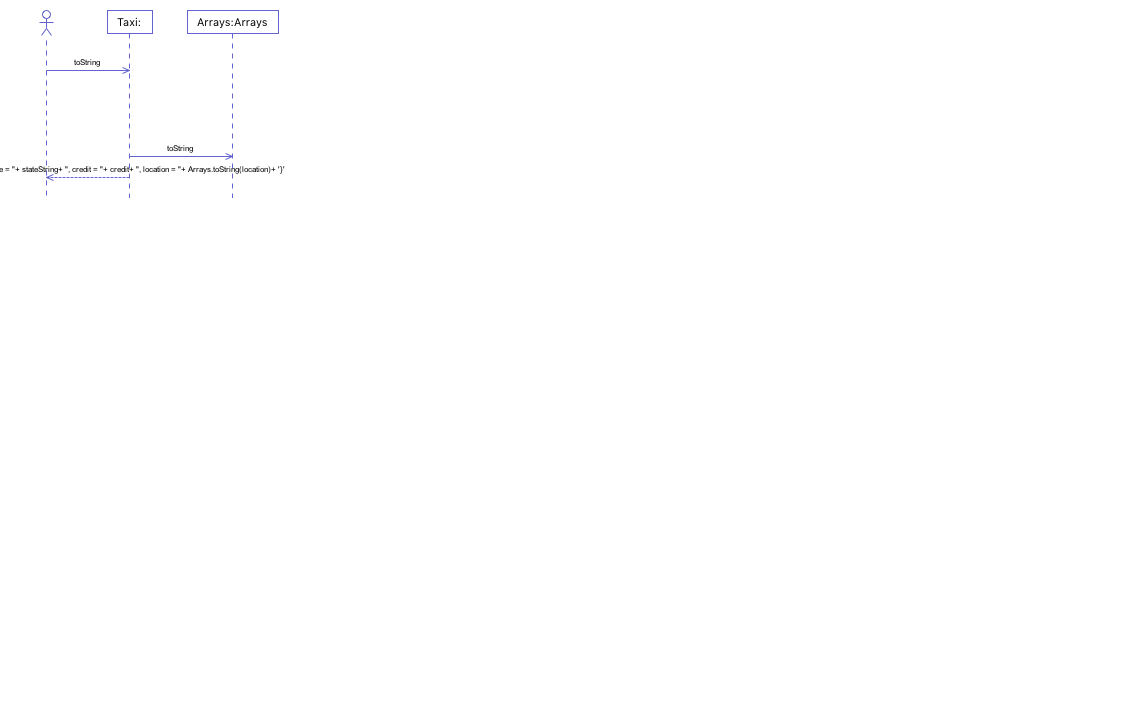 Taxi:
Arrays:Arrays
toString
toString
e = "+ stateString+ ", credit = "+ credit+ ", location = "+ Arrays.toString(location)+ '}'